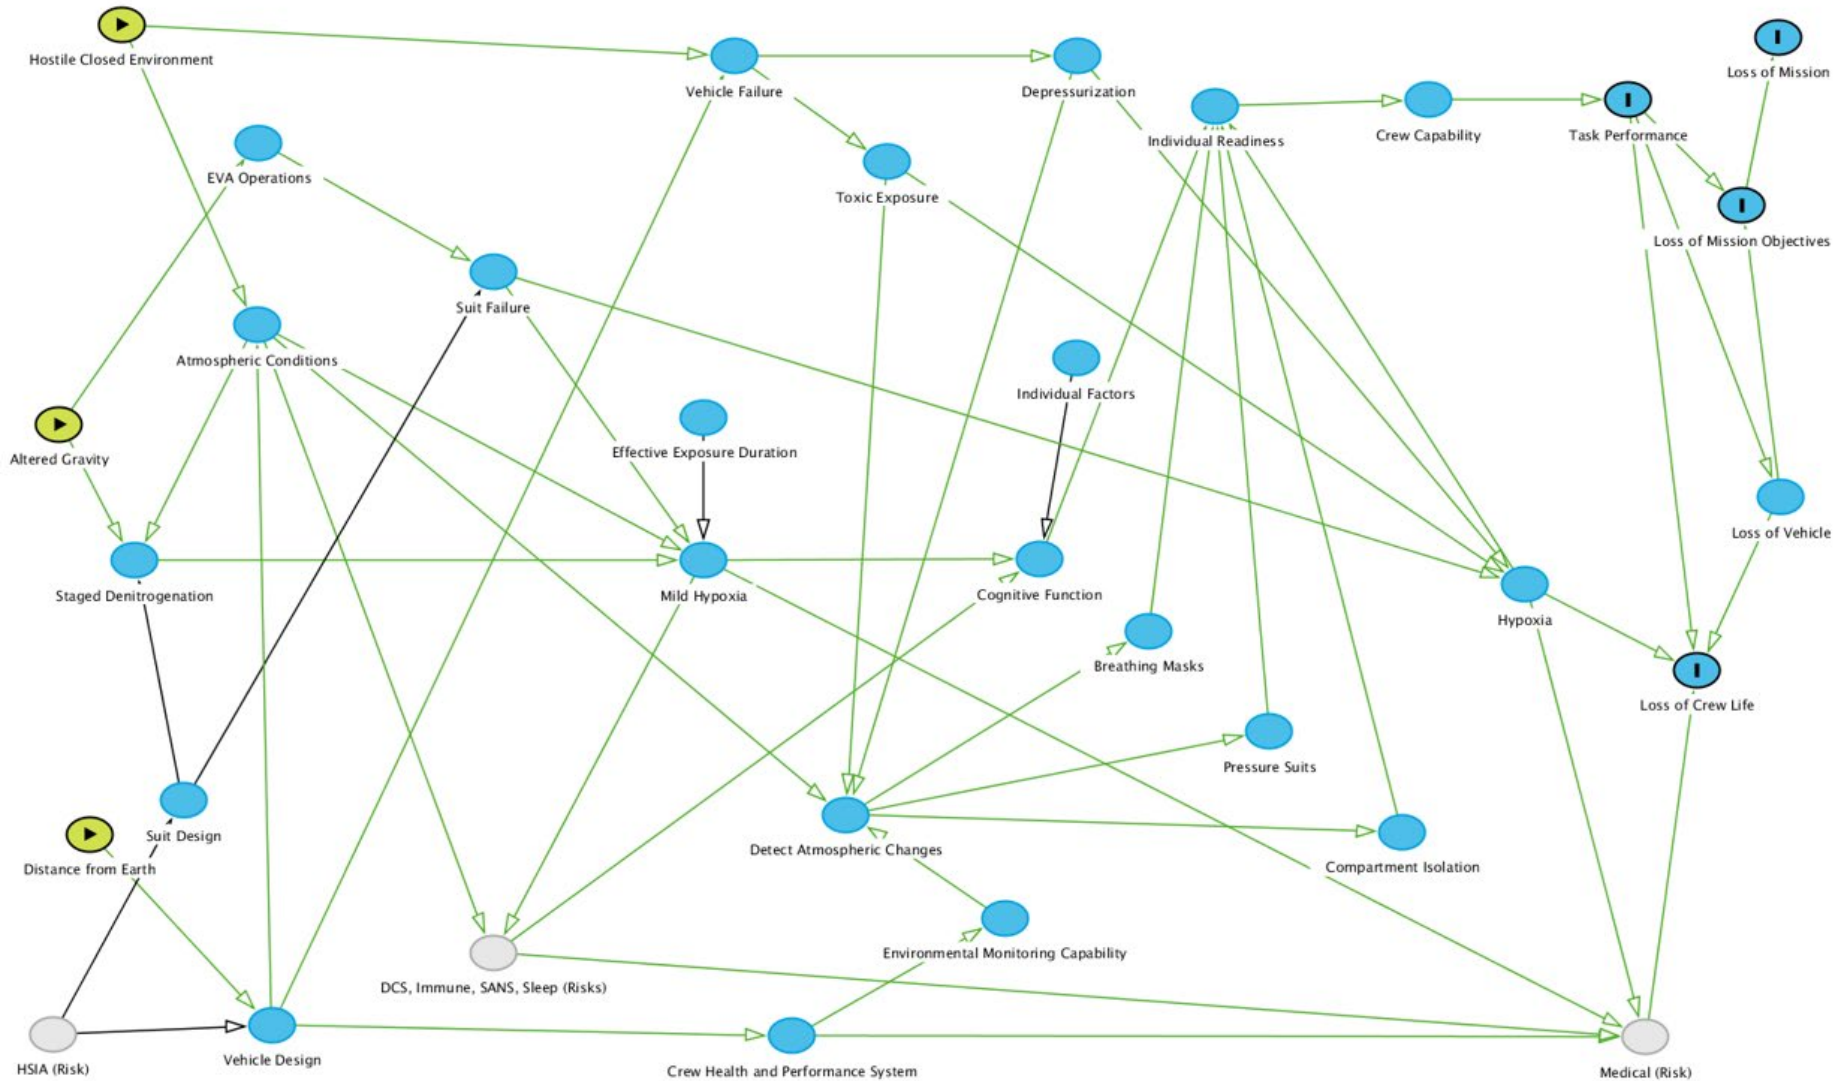 Hostile Closed Environment
Vehicle Failure
Depressurization
Loss of Mission
Individual Readiness
Crew Capability
Task Performance
EVA Operations
Toxic Exposure
Loss of Mission Objectives
Suit Failure
Atmospheric Conditions
Individual Factors
Effective Exposure Duration
Altered Gravity
Loss of Vehicle
Staged Denitrogenation
Mild Hypoxia
Cognitive Function
Hypoxia
Breathing Masks
Loss of Crew Life
Pressure Suits
Suit Design
Detect Atmospheric Changes
Distance from Earth
Compartment Isolation
Environmental Monitoring Capability
DCS, Immune, SANS, Sleep (Risks)
HSIA (Risk)
Vehicle Design
Crew Health and Performance System
Medical (Risk)